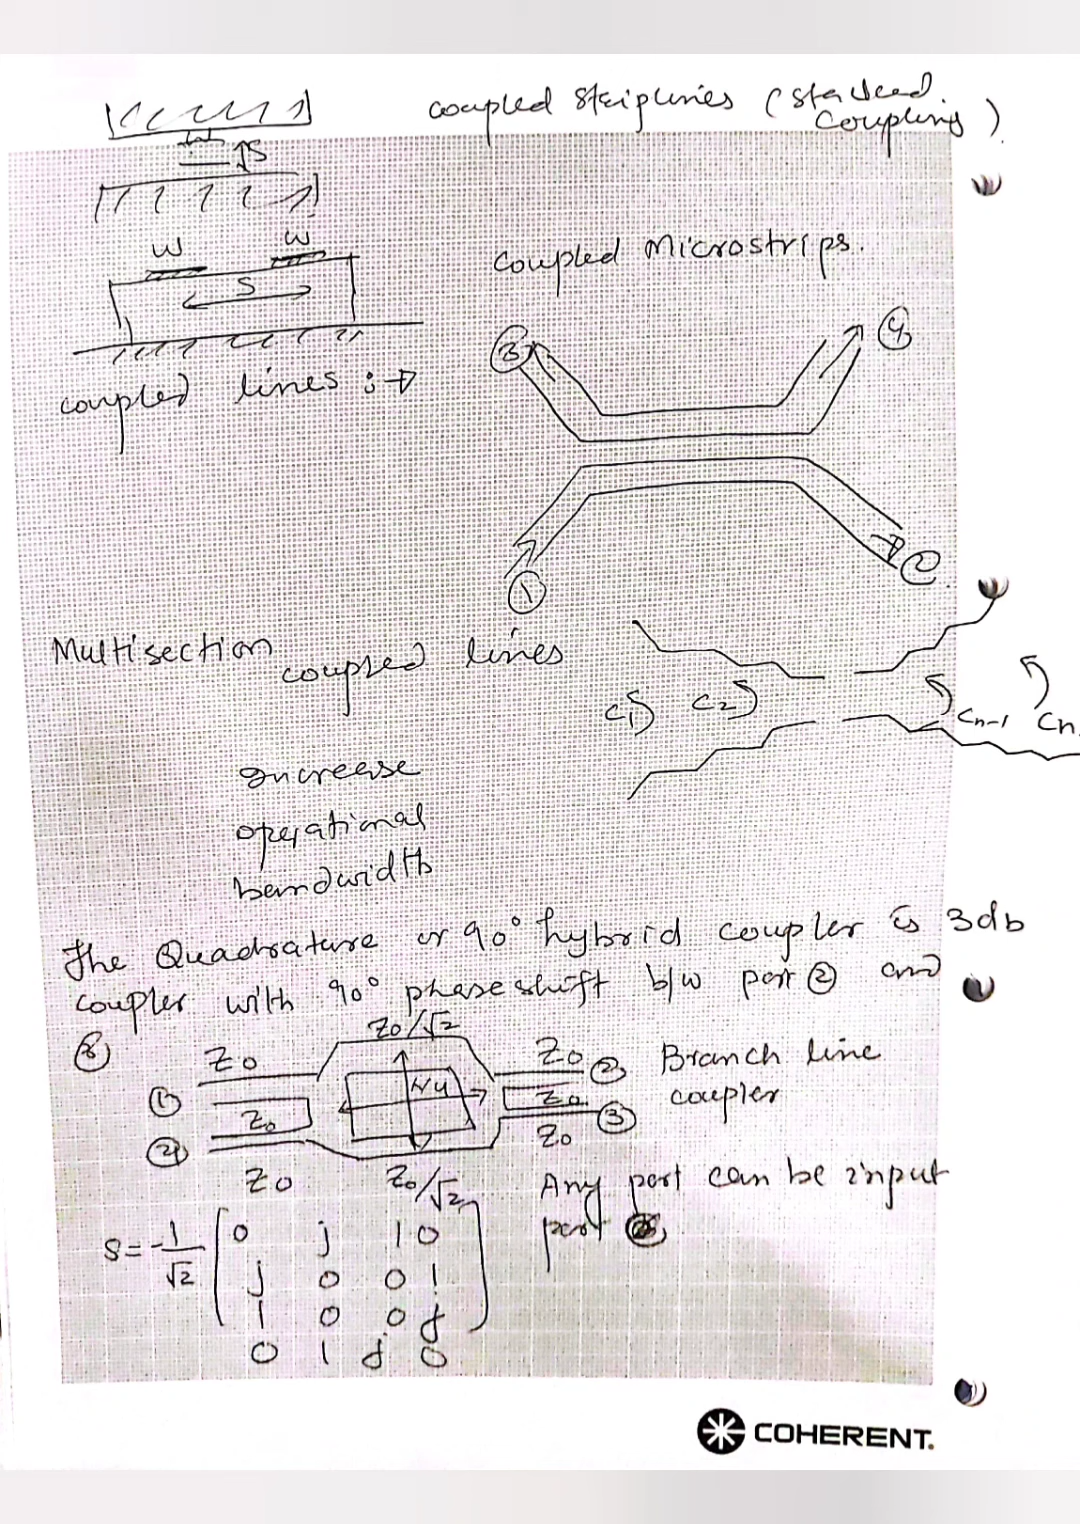 coupled striplines (stacked
coupling)
W
S
W W
S
coupled Microstrips.
coupled lines :→
3
4
1
2
Multisection coupled lines
C1 C2 Cn-1 Cn
Increase
operational
bandwidth
The Quadrature or 90° hybrid coupler is 3db
coupler with 90° phase shift b/w port ② and
③
Z0/√2
Z0 Z0 ② Branch line
① λ/4 Z0 coupler
Z0 ③
④ Z0
Z0 Z0/√2 Any port can be input
port
S = -1/√2 [ 0 j 1 0
j 0 0 1
1 0 0 j
0 1 j 0 ]
COHERENT.